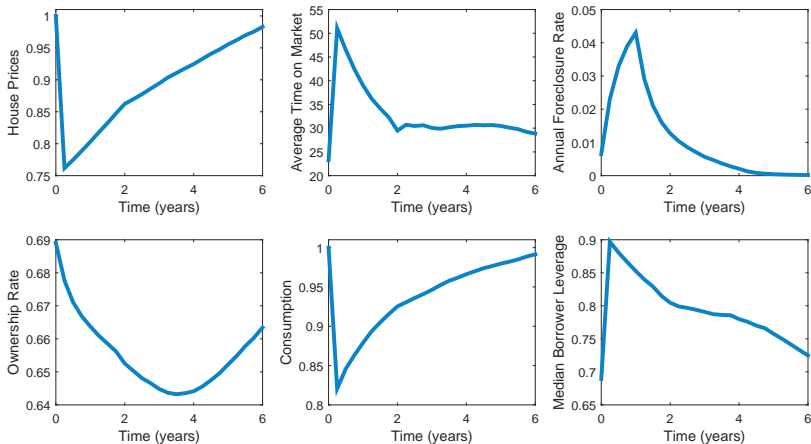 House Prices
1
0.95
0.9
0.85
0.8
0.75
0 2 4 6
Time (years)
Average Time on Market
55
50
45
40
35
30
25
20
0 2 4 6
Time (years)
Annual Foreclosure Rate
0.05
0.04
0.03
0.02
0.01
0
0 2 4 6
Time (years)
Ownership Rate
0.69
0.68
0.67
0.66
0.65
0.64
0 2 4 6
Time (years)
Consumption
1
0.95
0.9
0.85
0.8
0 2 4 6
Time (years)
Median Borrower Leverage
0.9
0.85
0.8
0.75
0.7
0.65
0 2 4 6
Time (years)